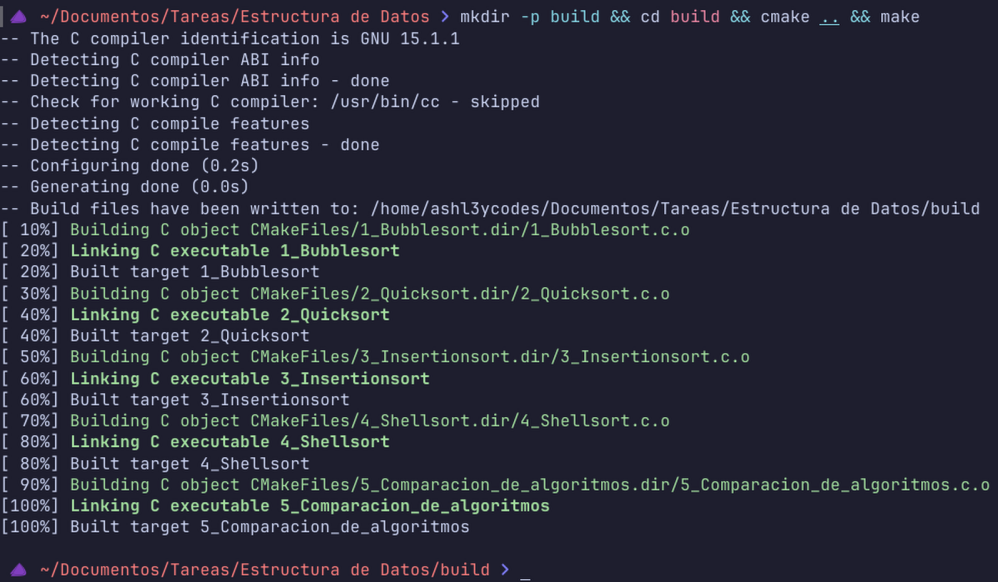 ~/Documentos/Tareas/Estructura de Datos > mkdir -p build && cd build && cmake .. && make
-- The C compiler identification is GNU 15.1.1
-- Detecting C compiler ABI info
-- Detecting C compiler ABI info - done
-- Check for working C compiler: /usr/bin/cc - skipped
-- Detecting C compile features
-- Detecting C compile features - done
-- Configuring done (0.2s)
-- Generating done (0.0s)
-- Build files have been written to: /home/ashl3ycodes/Documentos/Tareas/Estructura de Datos/build
[ 10%] Building C object CMakeFiles/1_Bubblesort.dir/1_Bubblesort.c.o
[ 20%] Linking C executable 1_Bubblesort
[ 20%] Built target 1_Bubblesort
[ 30%] Building C object CMakeFiles/2_Quicksort.dir/2_Quicksort.c.o
[ 40%] Linking C executable 2_Quicksort
[ 40%] Built target 2_Quicksort
[ 50%] Building C object CMakeFiles/3_Insertionsort.dir/3_Insertionsort.c.o
[ 60%] Linking C executable 3_Insertionsort
[ 60%] Built target 3_Insertionsort
[ 70%] Building C object CMakeFiles/4_Shellsort.dir/4_Shellsort.c.o
[ 80%] Linking C executable 4_Shellsort
[ 80%] Built target 4_Shellsort
[ 90%] Building C object CMakeFiles/5_Comparacion_de_algoritmos.dir/5_Comparacion_de_algoritmos.c.o
[100%] Linking C executable 5_Comparacion_de_algoritmos
[100%] Built target 5_Comparacion_de_algoritmos
~/Documentos/Tareas/Estructura de Datos/build > _